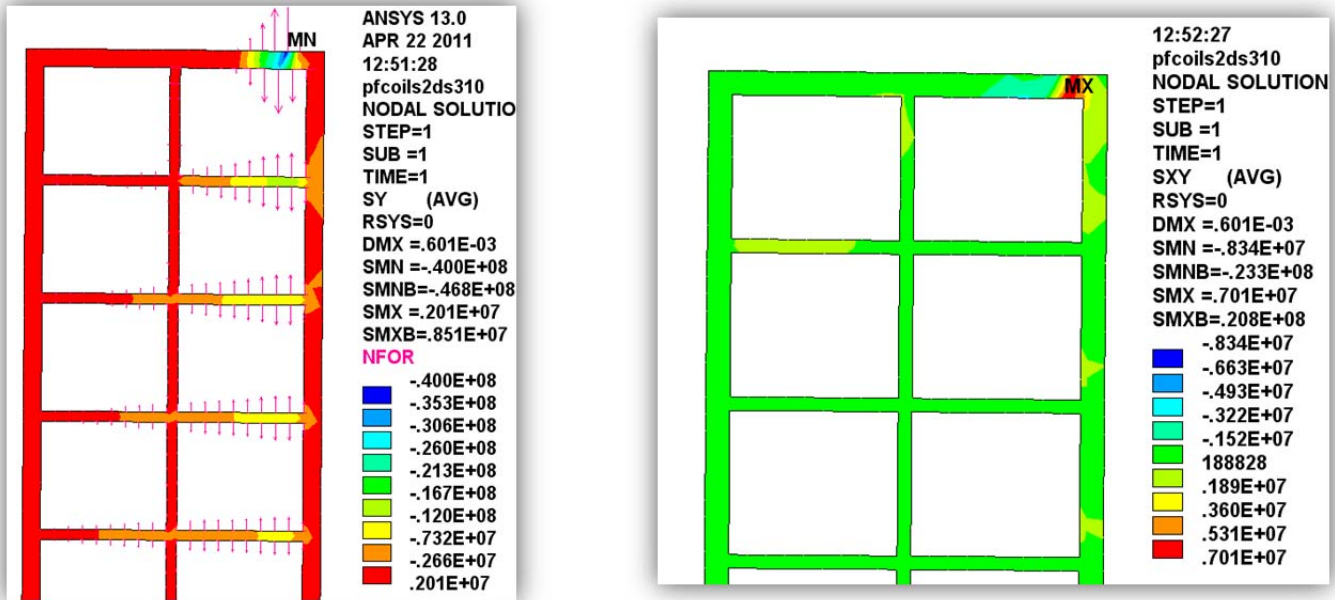 MN
ANSYS 13.0
APR 22 2011
12:51:28
pfcoils2ds310
NODAL SOLUTIO
STEP=1
SUB =1
TIME=1
SY (AVG)
RSYS=0
DMX =.601E-03
SMN =-.400E+08
SMNB=-.468E+08
SMX =.201E+07
SMXB=.851E+07
NFOR
-.400E+08
-.353E+08
-.306E+08
-.260E+08
-.213E+08
-.167E+08
-.120E+08
-.732E+07
-.266E+07
.201E+07
MX
12:52:27
pfcoils2ds310
NODAL SOLUTION
STEP=1
SUB =1
TIME=1
SXY (AVG)
RSYS=0
DMX =.601E-03
SMN =-.834E+07
SMNB=-.233E+08
SMX =.701E+07
SMXB=.208E+08
-.834E+07
-.663E+07
-.493E+07
-.322E+07
-.152E+07
188828
.189E+07
.360E+07
.531E+07
.701E+07